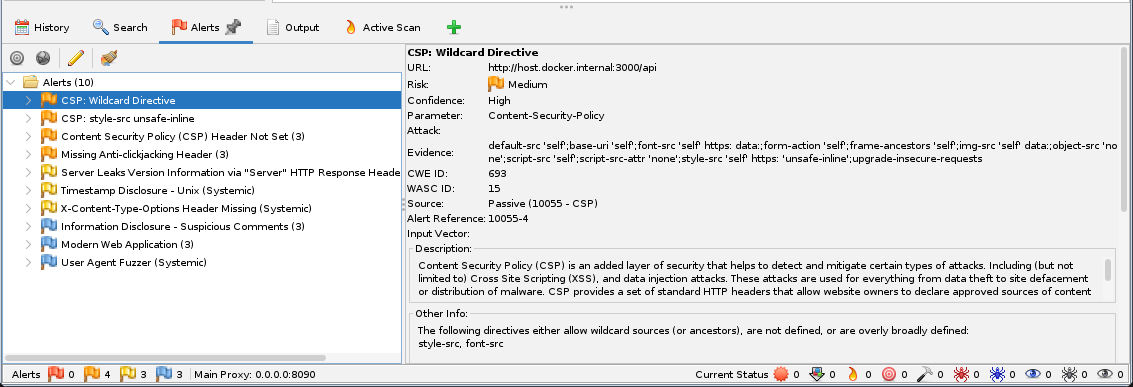 History Search Alerts Output Active Scan
Alerts (10)
CSP: Wildcard Directive
CSP: style-src unsafe-inline
Content Security Policy (CSP) Header Not Set (3)
Missing Anti-clickjacking Header (3)
Server Leaks Version Information via "Server" HTTP Response Heade
Timestamp Disclosure - Unix (Systemic)
X-Content-Type-Options Header Missing (Systemic)
Information Disclosure - Suspicious Comments (3)
Modern Web Application (3)
User Agent Fuzzer (Systemic)
CSP: Wildcard Directive
URL: http://host.docker.internal:3000/api
Risk: Medium
Confidence: High
Parameter: Content-Security-Policy
Attack:
Evidence: default-src 'self';base-uri 'self';font-src 'self' https: data:;form-action 'self';frame-ancestors 'self';img-src 'self' data:;object-src 'no
ne';script-src 'self';script-src-attr 'none';style-src 'self' https: 'unsafe-inline';upgrade-insecure-requests
CWE ID: 693
WASC ID: 15
Source: Passive (10055 - CSP)
Alert Reference: 10055-4
Input Vector:
Description:
Content Security Policy (CSP) is an added layer of security that helps to detect and mitigate certain types of attacks. Including (but not
limited to) Cross Site Scripting (XSS), and data injection attacks. These attacks are used for everything from data theft to site defacement
or distribution of malware. CSP provides a set of standard HTTP headers that allow website owners to declare approved sources of content
Other Info:
The following directives either allow wildcard sources (or ancestors), are not defined, or are overly broadly defined:
style-src, font-src
Alerts 0 4 3 3 Main Proxy: 0.0.0.0:8090 Current Status 0 0 0 0 0 0 0 0 0 0